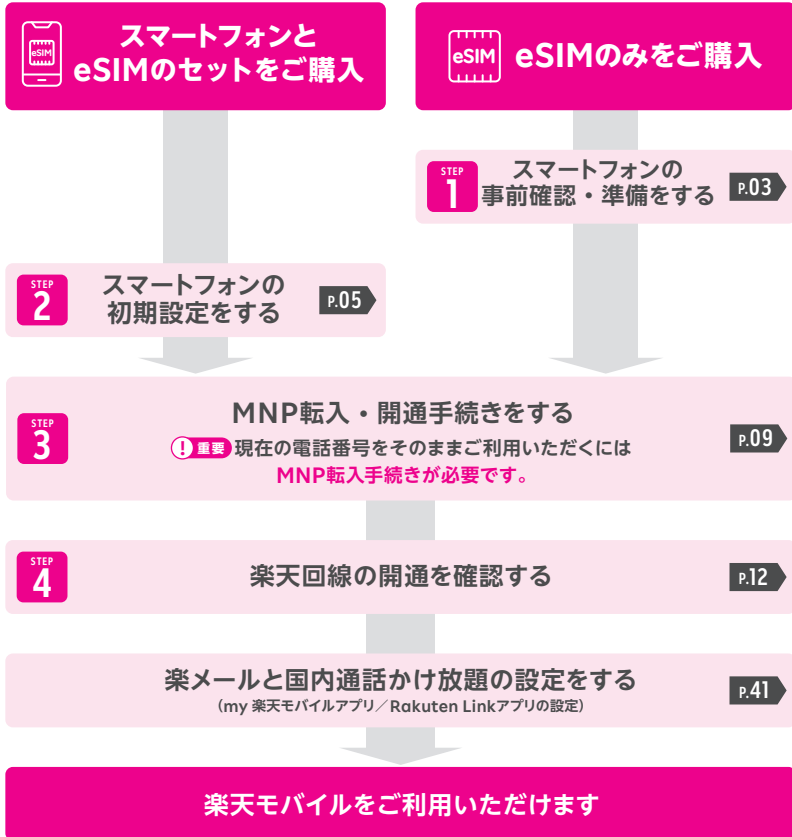 eSIM
スマートフォンと
eSIMのセットをご購入
eSIM
eSIMのみをご購入
STEP
1
スマートフォンの
事前確認・準備をする
P.03
STEP
2
スマートフォンの
初期設定をする
P.05
STEP
3
MNP転入・開通手続きをする
! 重要 現在の電話番号をそのままご利用いただくには
MNP転入手続きが必要です。
P.09
STEP
4
楽天回線の開通を確認する
P.12
楽メールと国内通話かけ放題の設定をする
(my 楽天モバイルアプリ／Rakuten Linkアプリの設定)
P.41
楽天モバイルをご利用いただけます